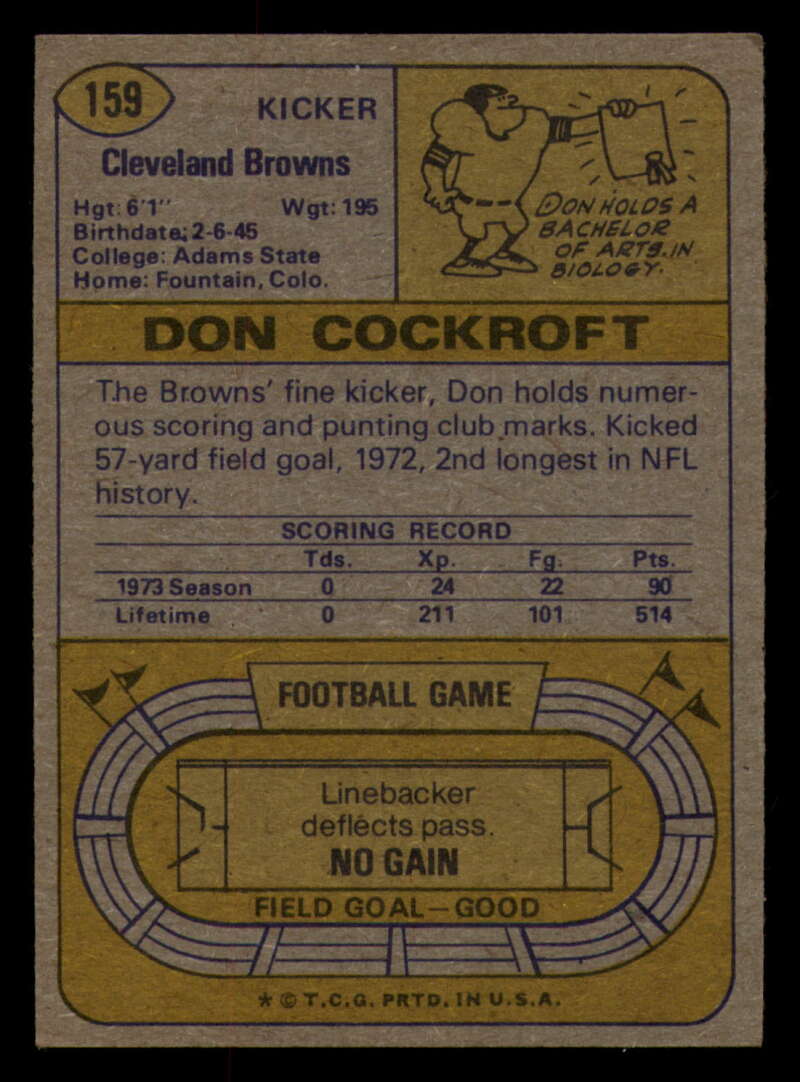 159
KICKER
Cleveland Browns
Hgt: 6'1" Wgt: 195
Birthdate: 2-6-45
College: Adams State
Home: Fountain, Colo.
DON HOLDS A
BACHELOR
OF ARTS IN
BIOLOGY.
DON COCKROFT
The Browns' fine kicker, Don holds numer-
ous scoring and punting club marks. Kicked
57-yard field goal, 1972, 2nd longest in NFL
history.
SCORING RECORD
Tds. Xp. Fg. Pts.
1973 Season 0 24 22 90
Lifetime 0 211 101 514
FOOTBALL GAME
Linebacker
deflects pass.
NO GAIN
FIELD GOAL—GOOD
* © T.C.G. PRTD. IN U.S.A.